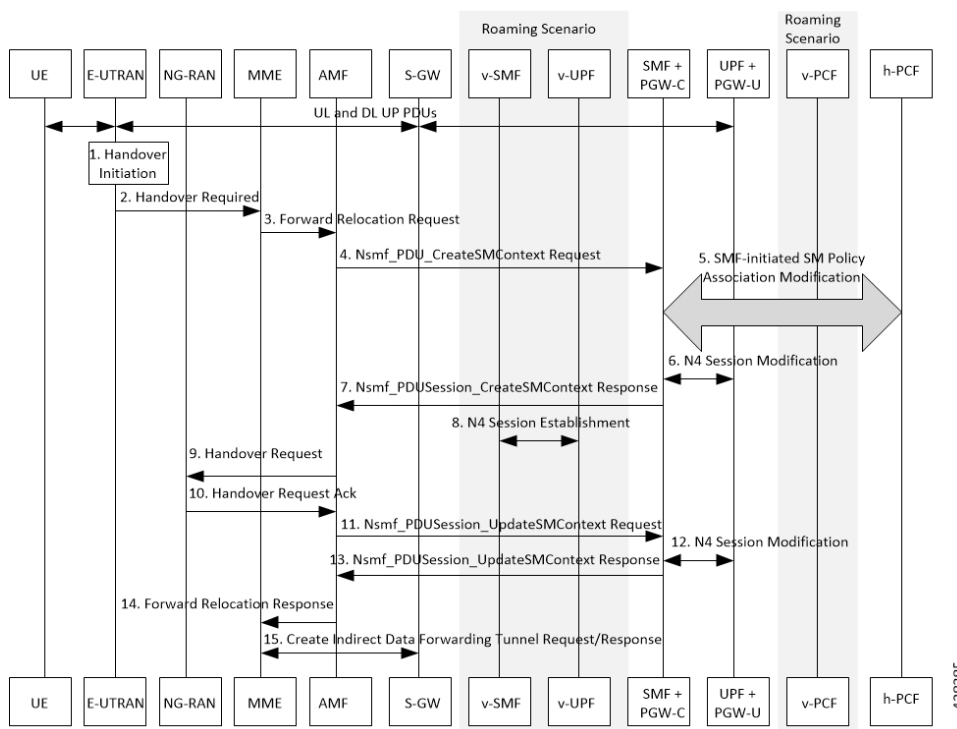 Roaming Scenario
Roaming
Scenario
UE
E-UTRAN
NG-RAN
MME
AMF
S-GW
v-SMF
v-UPF
SMF +
PGW-C
UPF +
PGW-U
v-PCF
h-PCF
UL and DL UP PDUs
1. Handover
Initiation
2. Handover Required
3. Forward Relocation Request
4. Nsmf_PDU_CreateSMContext Request
5. SMF-initiated SM Policy
Association Modification
6. N4 Session Modification
7. Nsmf_PDUSession_CreateSMContext Response
8. N4 Session Establishment
9. Handover Request
10. Handover Request Ack
11. Nsmf_PDUSession_UpdateSMContext Request
12. N4 Session Modification
13. Nsmf_PDUSession_UpdateSMContext Response
14. Forward Relocation Response
15. Create Indirect Data Forwarding Tunnel Request/Response
UE
E-UTRAN
NG-RAN
MME
AMF
S-GW
v-SMF
v-UPF
SMF +
PGW-C
UPF +
PGW-U
v-PCF
h-PCF